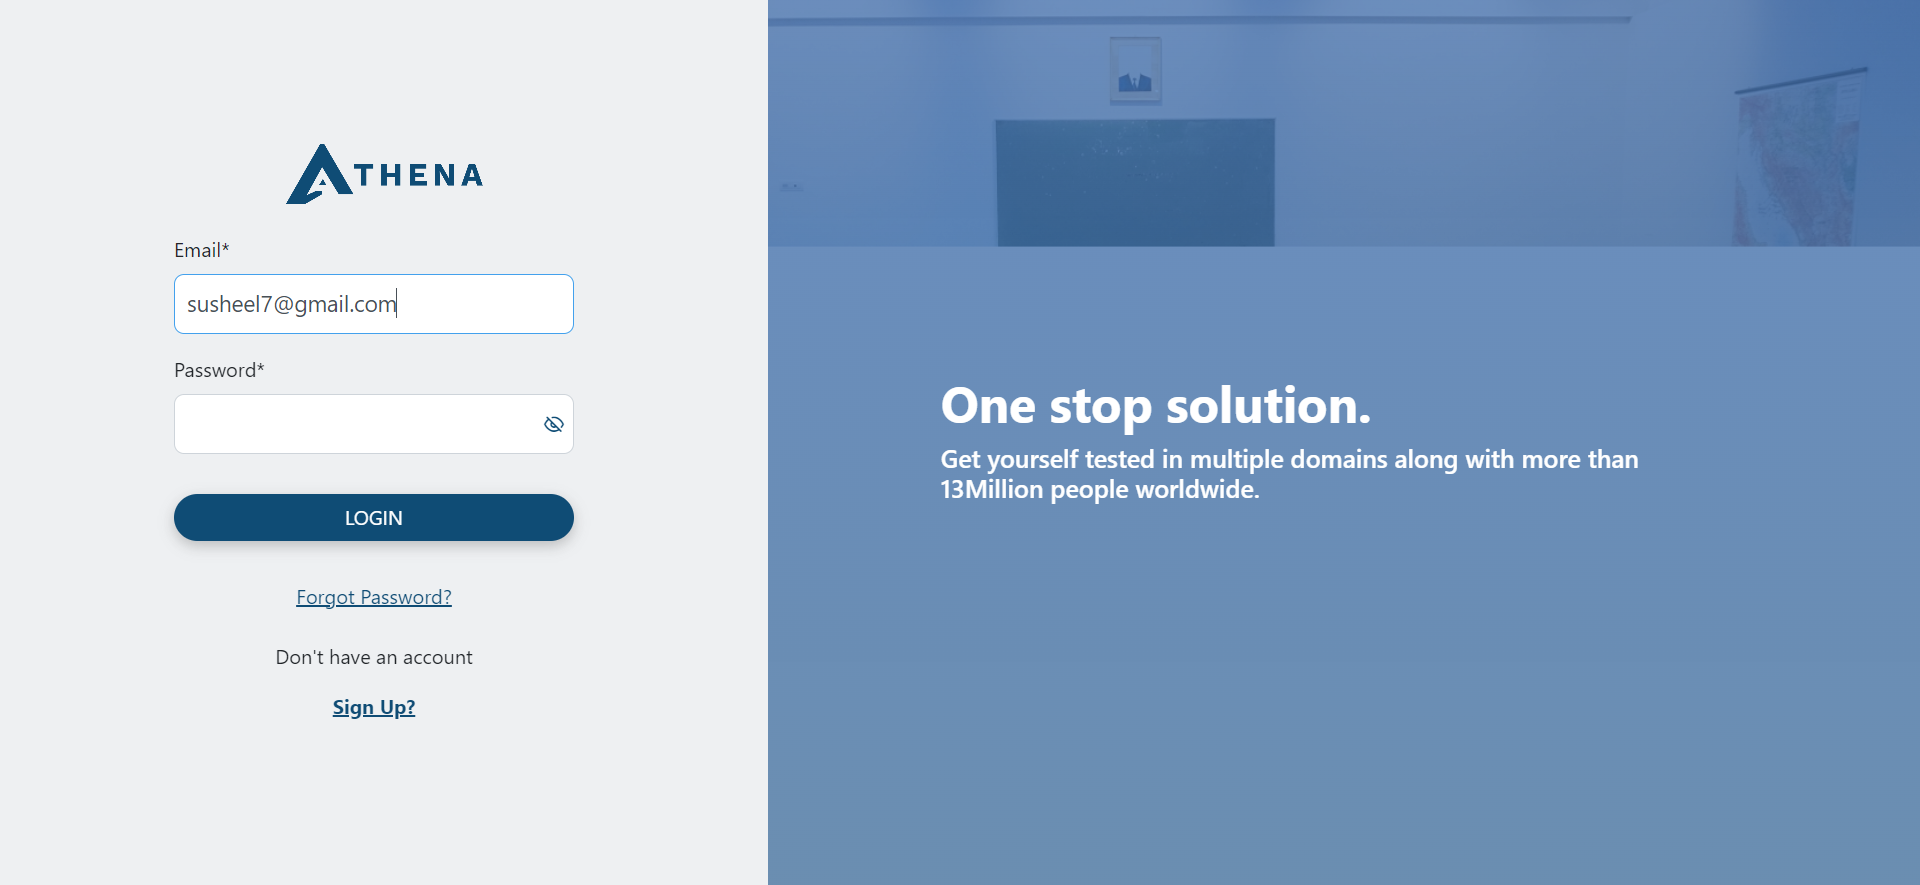 ATHENA
Email*
susheel7@gmail.com
Password*
LOGIN
Forgot Password?
Don't have an account
Sign Up?
One stop solution.
Get yourself tested in multiple domains along with more than
13Million people worldwide.